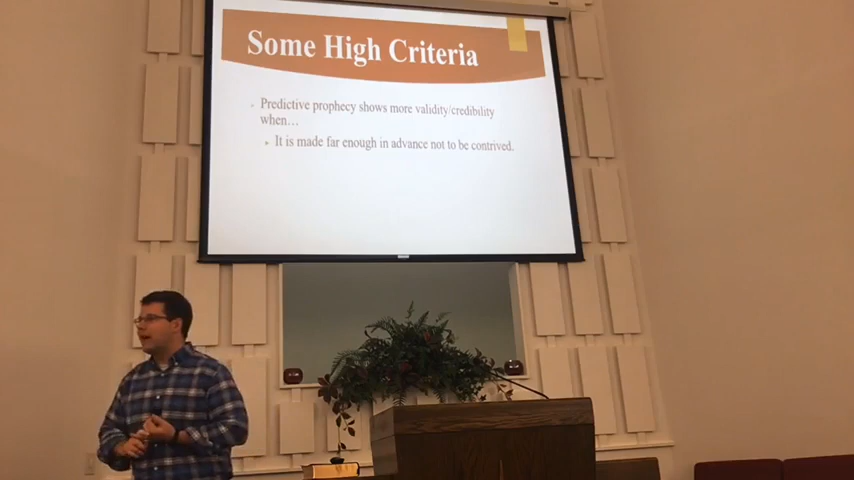 Some High Criteria
Predictive prophecy shows more validity/credibility
when…
It is made far enough in advance not to be contrived.